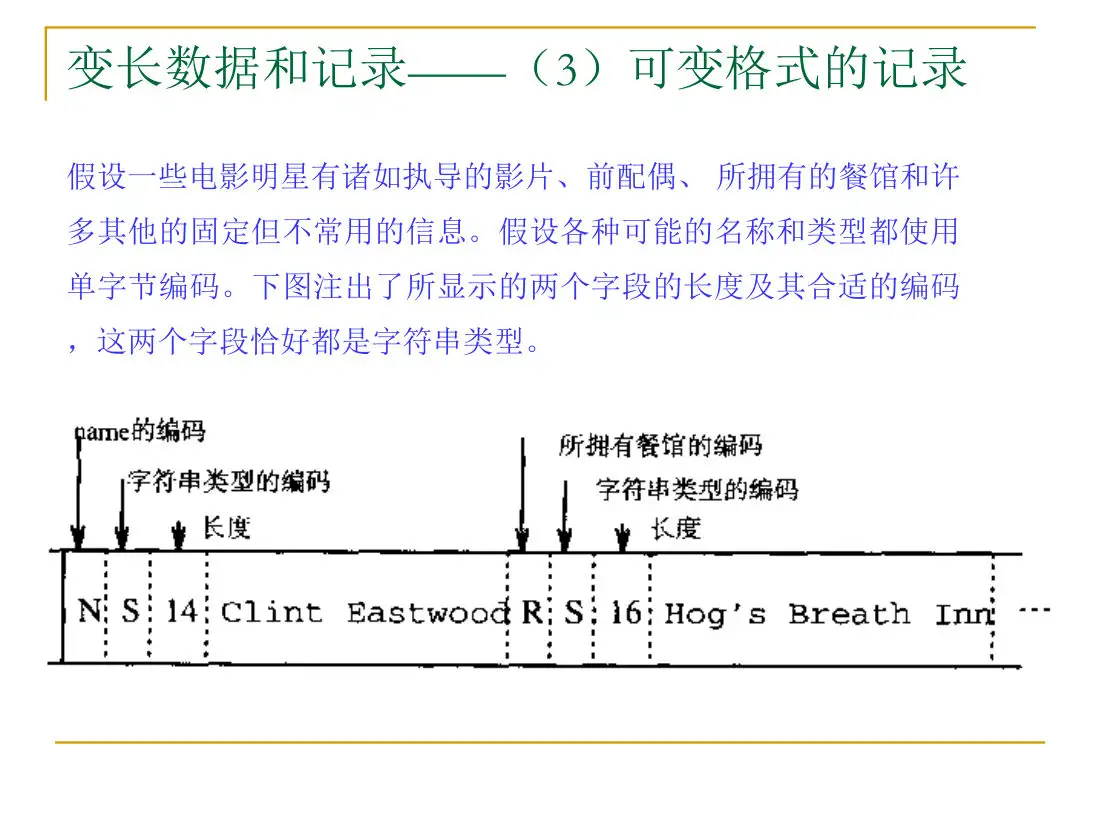 变长数据和记录——（3）可变格式的记录
假设一些电影明星有诸如执导的影片、前配偶、 所拥有的餐馆和许
多其他的固定但不常用的信息。假设各种可能的名称和类型都使用
单字节编码。下图注出了所显示的两个字段的长度及其合适的编码
，这两个字段恰好都是字符串类型。
name的编码
字符串类型的编码
长度
所拥有餐馆的编码
字符串类型的编码
长度
N S 14 Clint Eastwood R S 16 Hog's Breath Inn ...